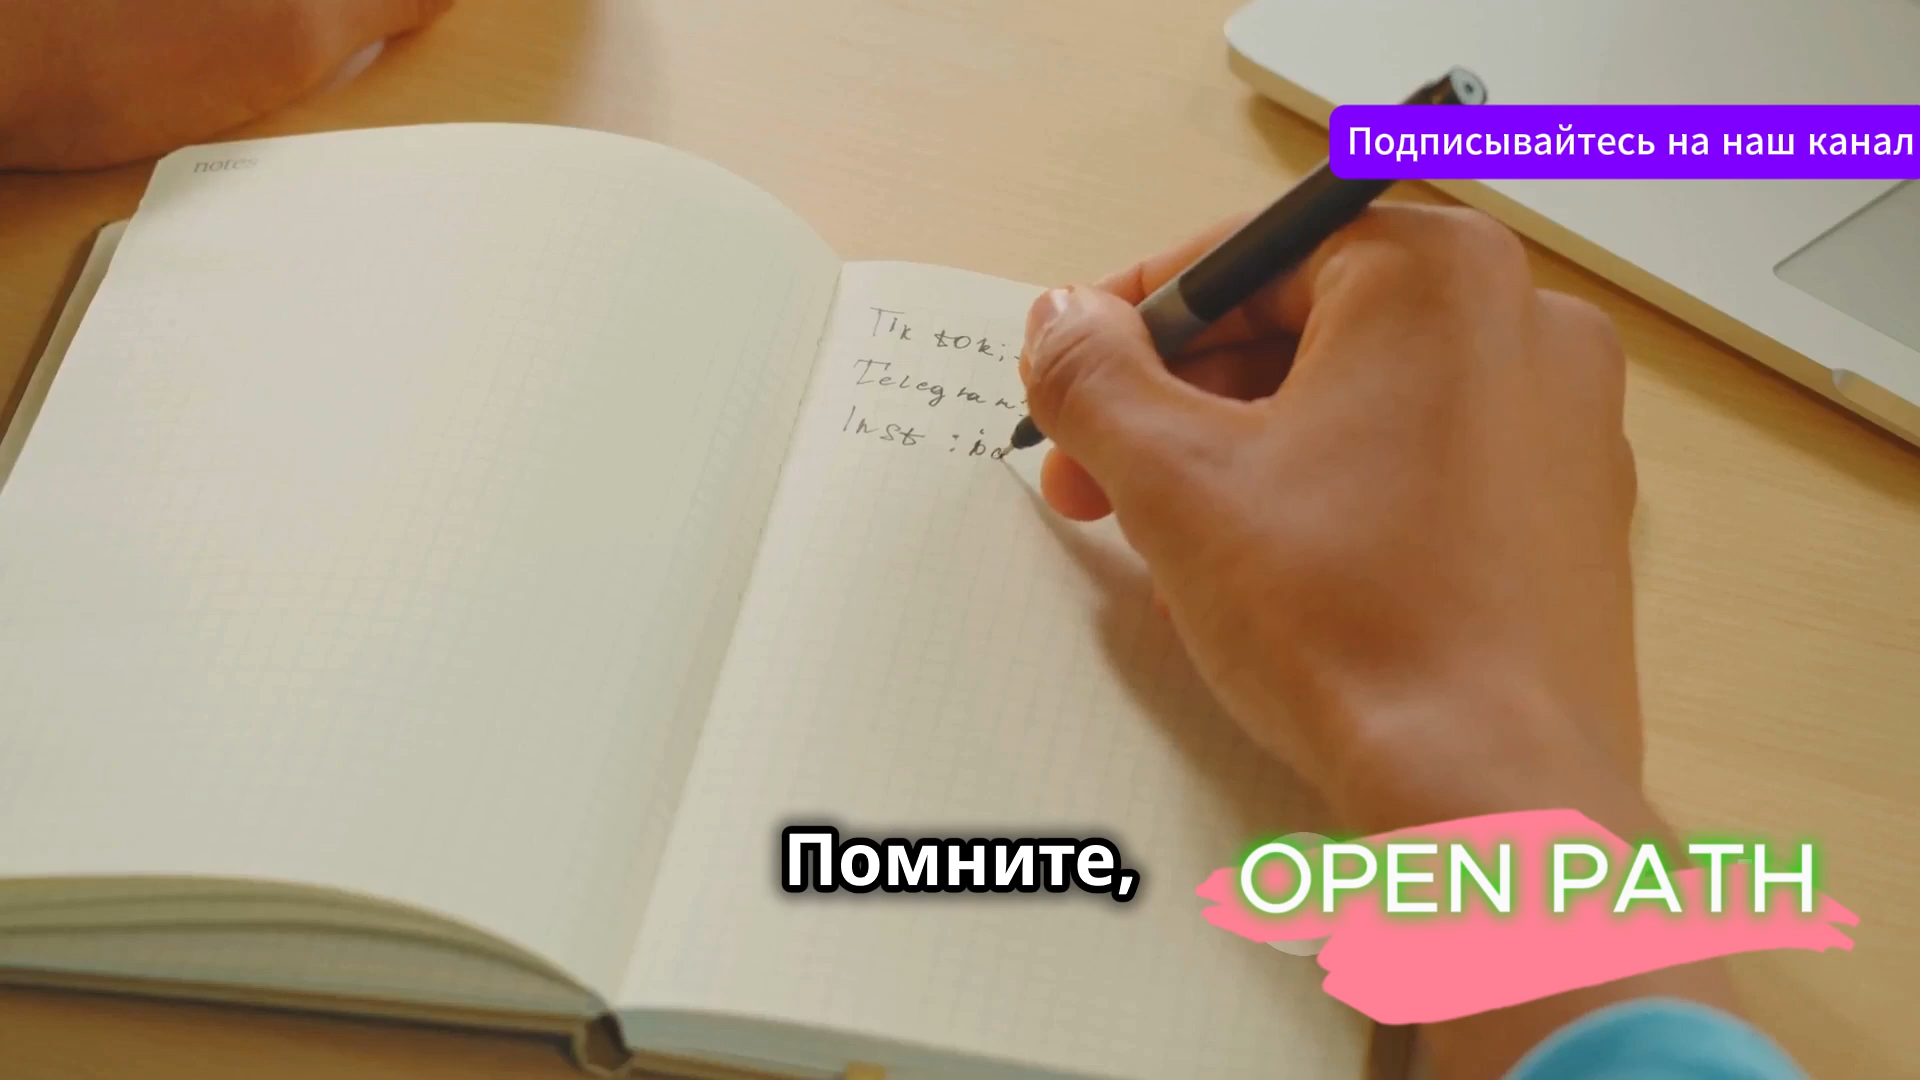 notes
Подписывайтесь на наш канал
Tik tok;
Telegram:
Inst :
Помните,
OPEN PATH